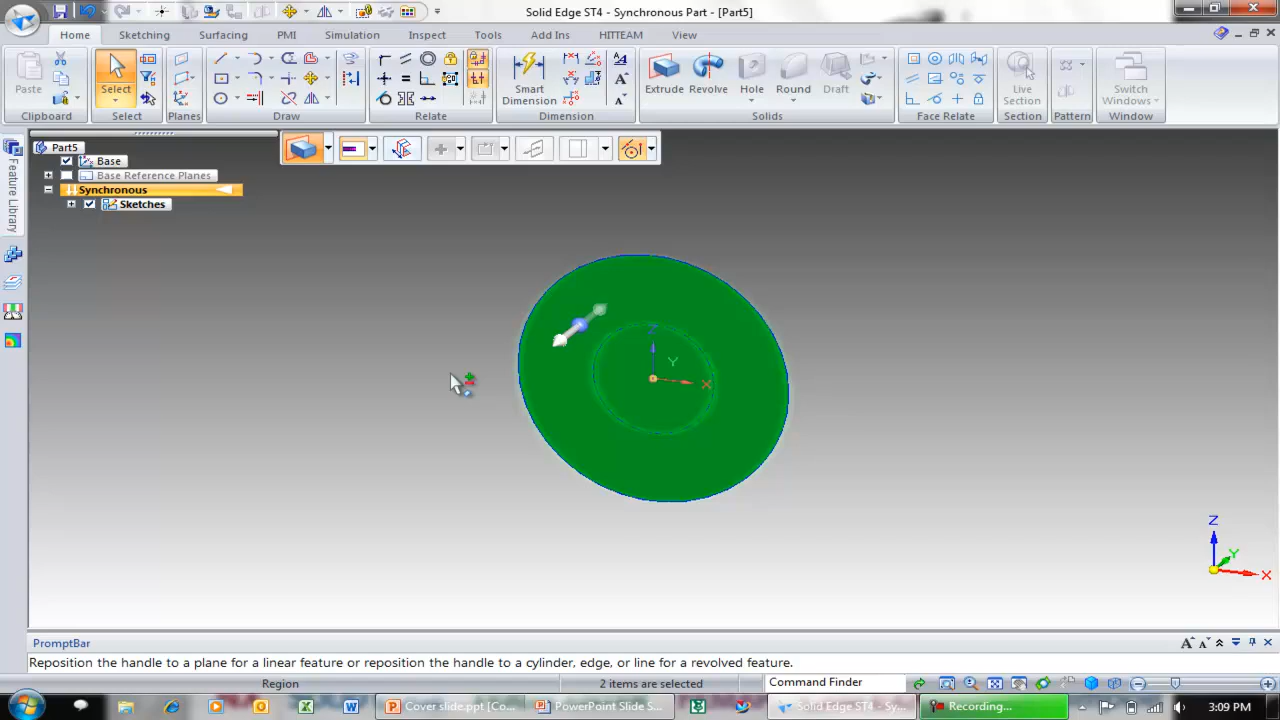 Solid Edge ST4 - Synchronous Part - [Part5]
Home Sketching Surfacing PMI Simulation Inspect Tools Add Ins HITTEAM View
Paste
Select
Smart Dimension
Extrude Revolve Hole Round Draft
Live Section
Switch Windows
Clipboard Select Planes Draw Relate Dimension Solids Face Relate Section Pattern Window
Feature Library
Part5
Base
Base Reference Planes
Synchronous
Sketches
Z
Y
X
Z
Y
X
PromptBar
Reposition the handle to a plane for a linear feature or reposition the handle to a cylinder, edge, or line for a revolved feature.
Region 2 items are selected Command Finder
Cover slide.ppt [Co... PowerPoint Slide S... Solid Edge ST4 - Sy... Recording... 3:09 PM